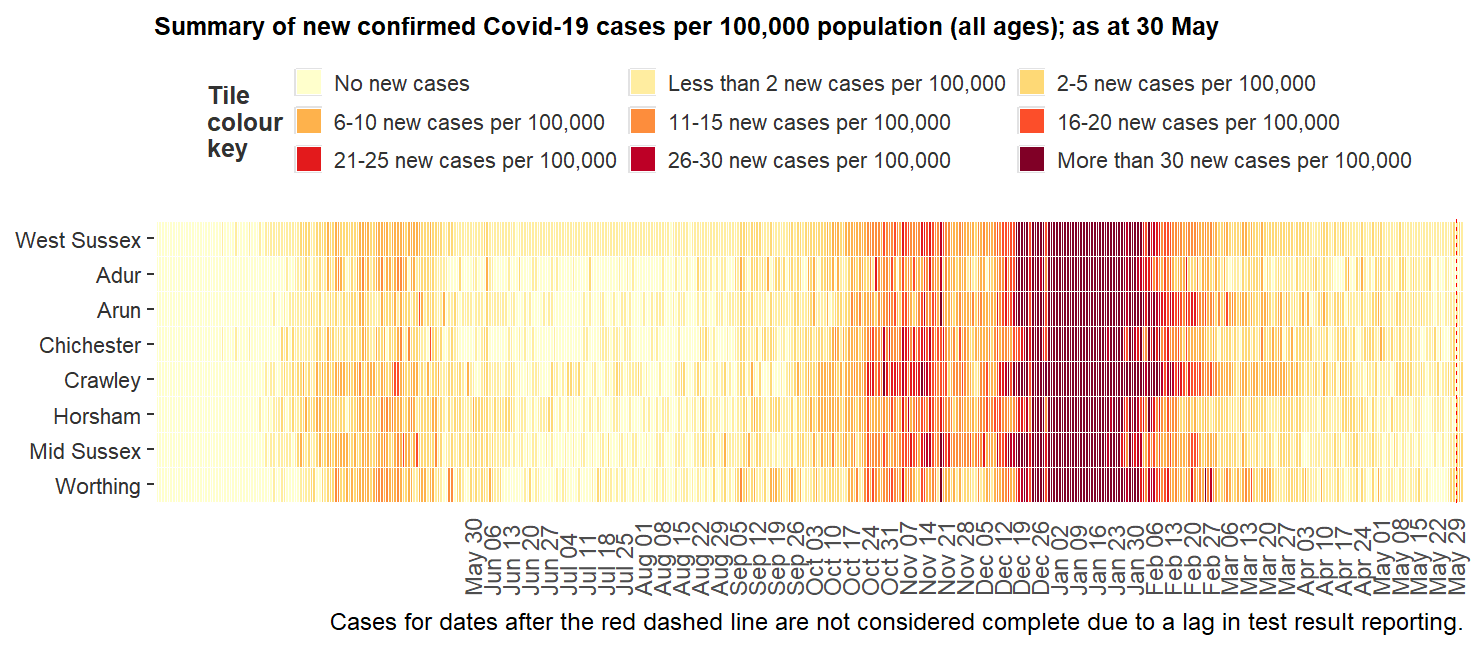 Summary of new confirmed Covid-19 cases per 100,000 population (all ages); as at 30 May
Tile
colour
key
No new cases
Less than 2 new cases per 100,000
2-5 new cases per 100,000
6-10 new cases per 100,000
11-15 new cases per 100,000
16-20 new cases per 100,000
21-25 new cases per 100,000
26-30 new cases per 100,000
More than 30 new cases per 100,000
West Sussex
Adur
Arun
Chichester
Crawley
Horsham
Mid Sussex
Worthing
May 30
Jun 06
Jun 13
Jun 20
Jun 27
Jul 04
Jul 11
Jul 18
Jul 25
Aug 01
Aug 08
Aug 15
Aug 22
Aug 29
Sep 05
Sep 12
Sep 19
Sep 26
Oct 03
Oct 10
Oct 17
Oct 24
Oct 31
Nov 07
Nov 14
Nov 21
Nov 28
Dec 05
Dec 12
Dec 19
Dec 26
Jan 02
Jan 09
Jan 16
Jan 23
Jan 30
Feb 06
Feb 13
Feb 20
Feb 27
Mar 06
Mar 13
Mar 20
Mar 27
Apr 03
Apr 10
Apr 17
Apr 24
May 01
May 08
May 15
May 22
May 29
Cases for dates after the red dashed line are not considered complete due to a lag in test result reporting.